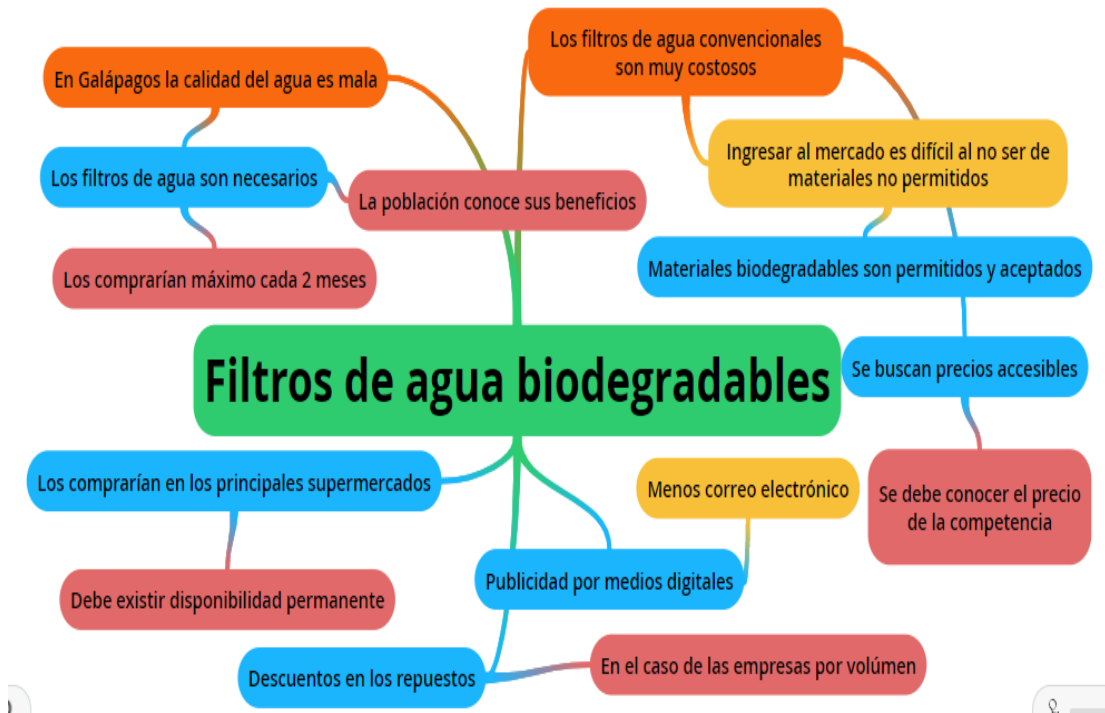 En Galápagos la calidad del agua es mala
Los filtros de agua son necesarios
La población conoce sus beneficios
Los comprarían máximo cada 2 meses
Los filtros de agua convencionales
son muy costosos
Ingresar al mercado es difícil al no ser de
materiales no permitidos
Materiales biodegradables son permitidos y aceptados
Se buscan precios accesibles
Se debe conocer el precio
de la competencia
Filtros de agua biodegradables
Los comprarían en los principales supermercados
Debe existir disponibilidad permanente
Menos correo electrónico
Publicidad por medios digitales
Descuentos en los repuestos
En el caso de las empresas por volúmen